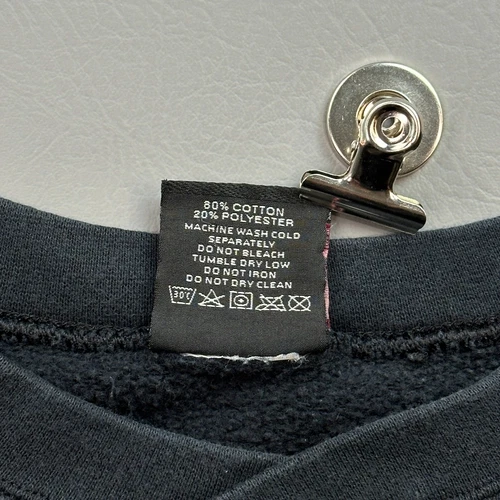 80% COTTON
20% POLYESTER
MACHINE WASH COLD
SEPARATELY
DO NOT BLEACH
TUMBLE DRY LOW
DO NOT IRON
DO NOT DRY CLEAN